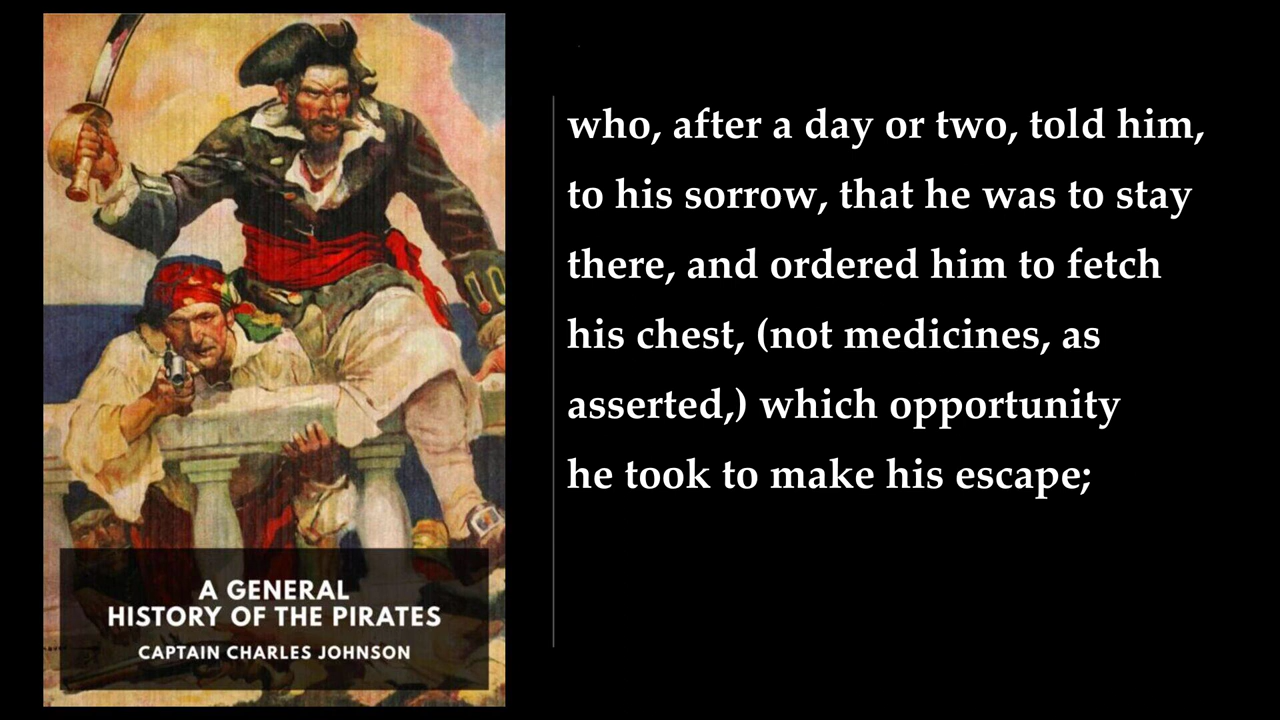 who, after a day or two, told him,
to his sorrow, that he was to stay
there, and ordered him to fetch
his chest, (not medicines, as
asserted,) which opportunity
he took to make his escape;
A GENERAL
HISTORY OF THE PIRATES
CAPTAIN CHARLES JOHNSON